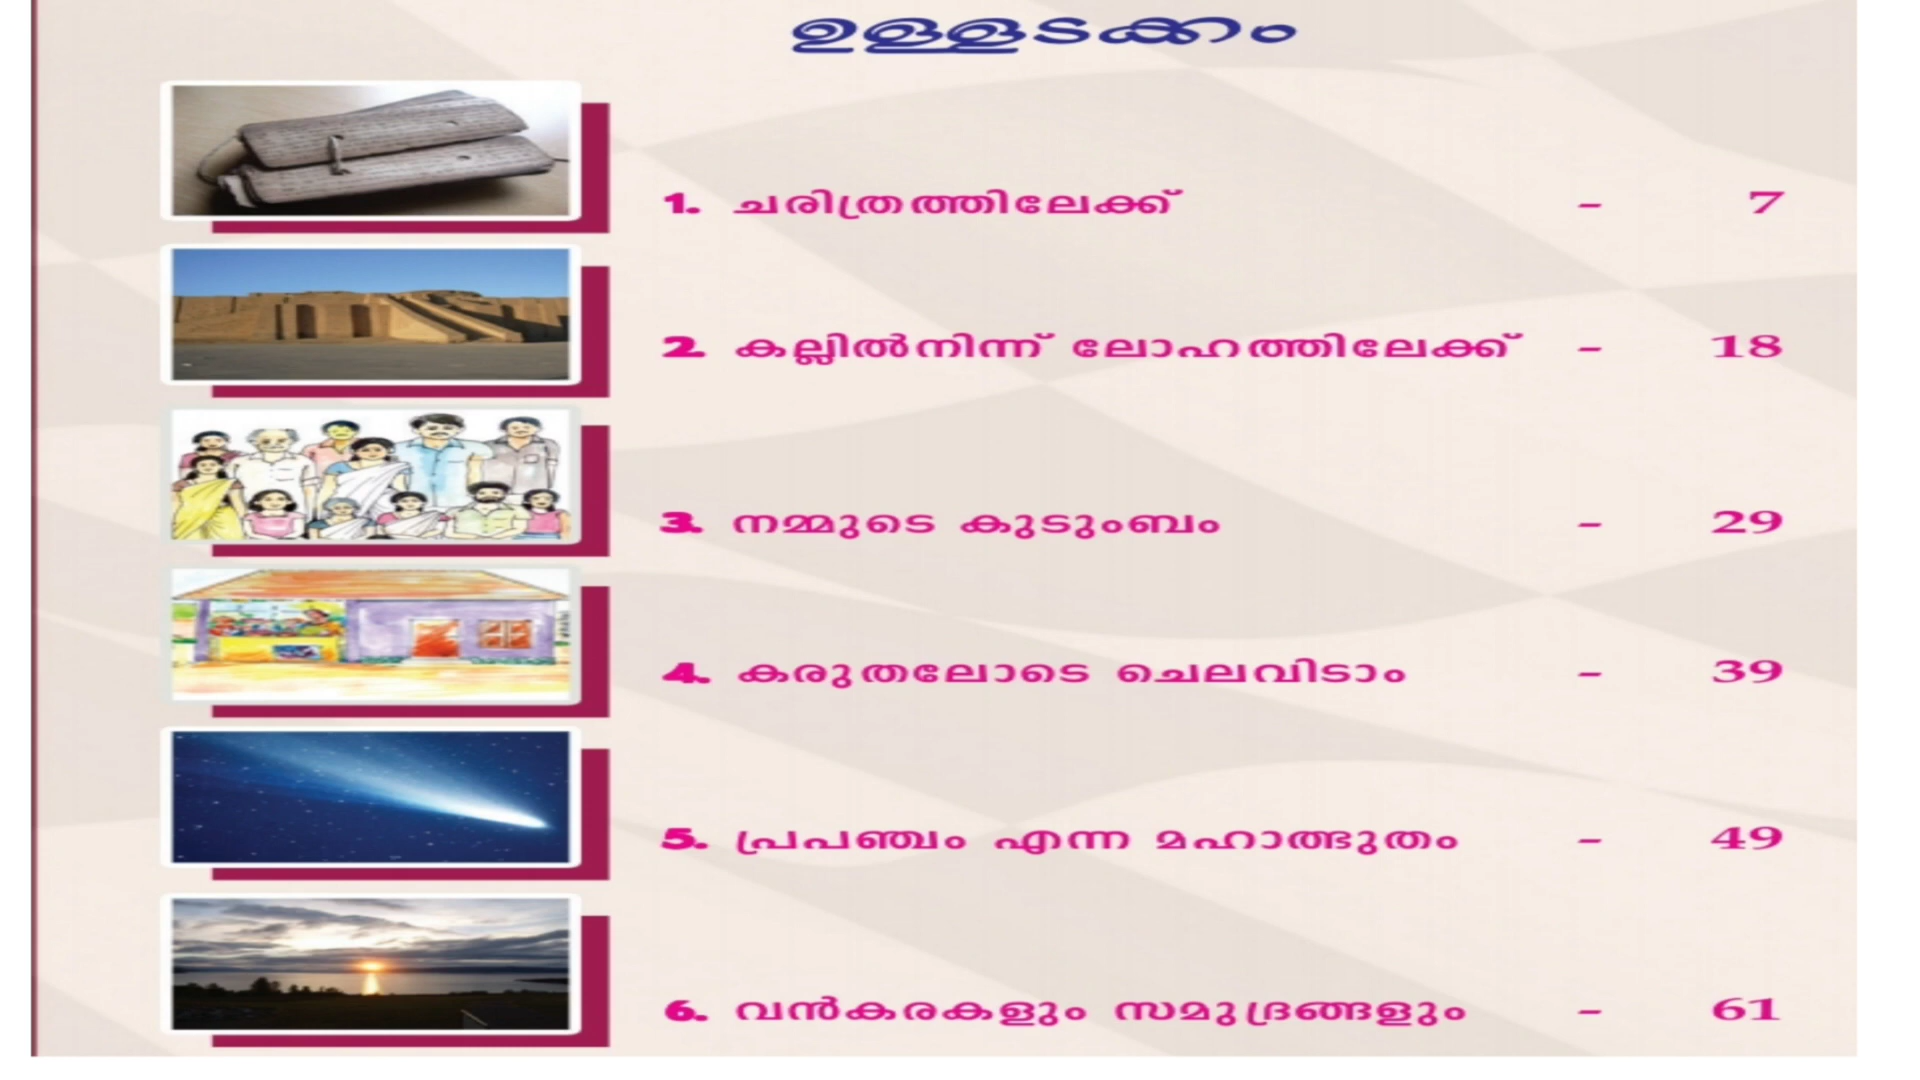 ഉള്ളടക്കം
1. ചരിത്രത്തിലേക്ക് - 7
2. കല്ലിൽനിന്ന് ലോഹത്തിലേക്ക് - 18
3. നമ്മുടെ കുടുംബം - 29
4. കരുതലോടെ ചെലവിടാം - 39
5. പ്രപഞ്ചം എന്ന മഹാത്ഭുതം - 49
6. വൻകരകളും സമുദ്രങ്ങളും - 61